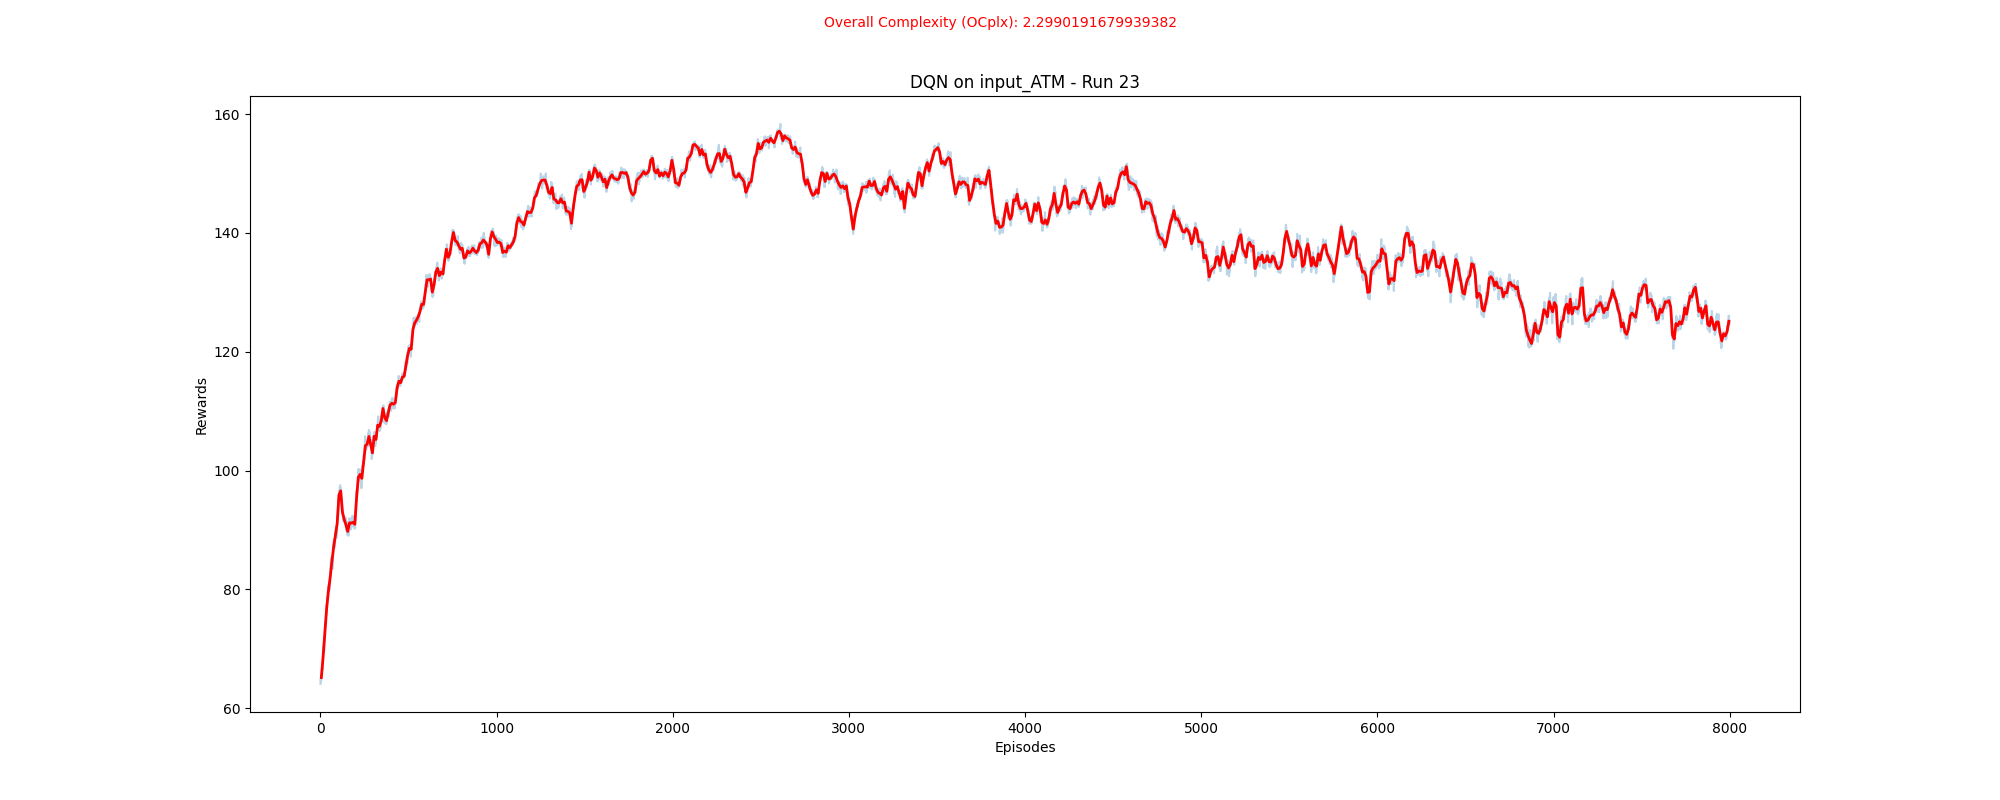 Overall Complexity (OCplx): 2.2990191679939382
DQN on input_ATM - Run 23
160
140
120
100
80
60
Rewards
0 1000 2000 3000 4000 5000 6000 7000 8000
Episodes